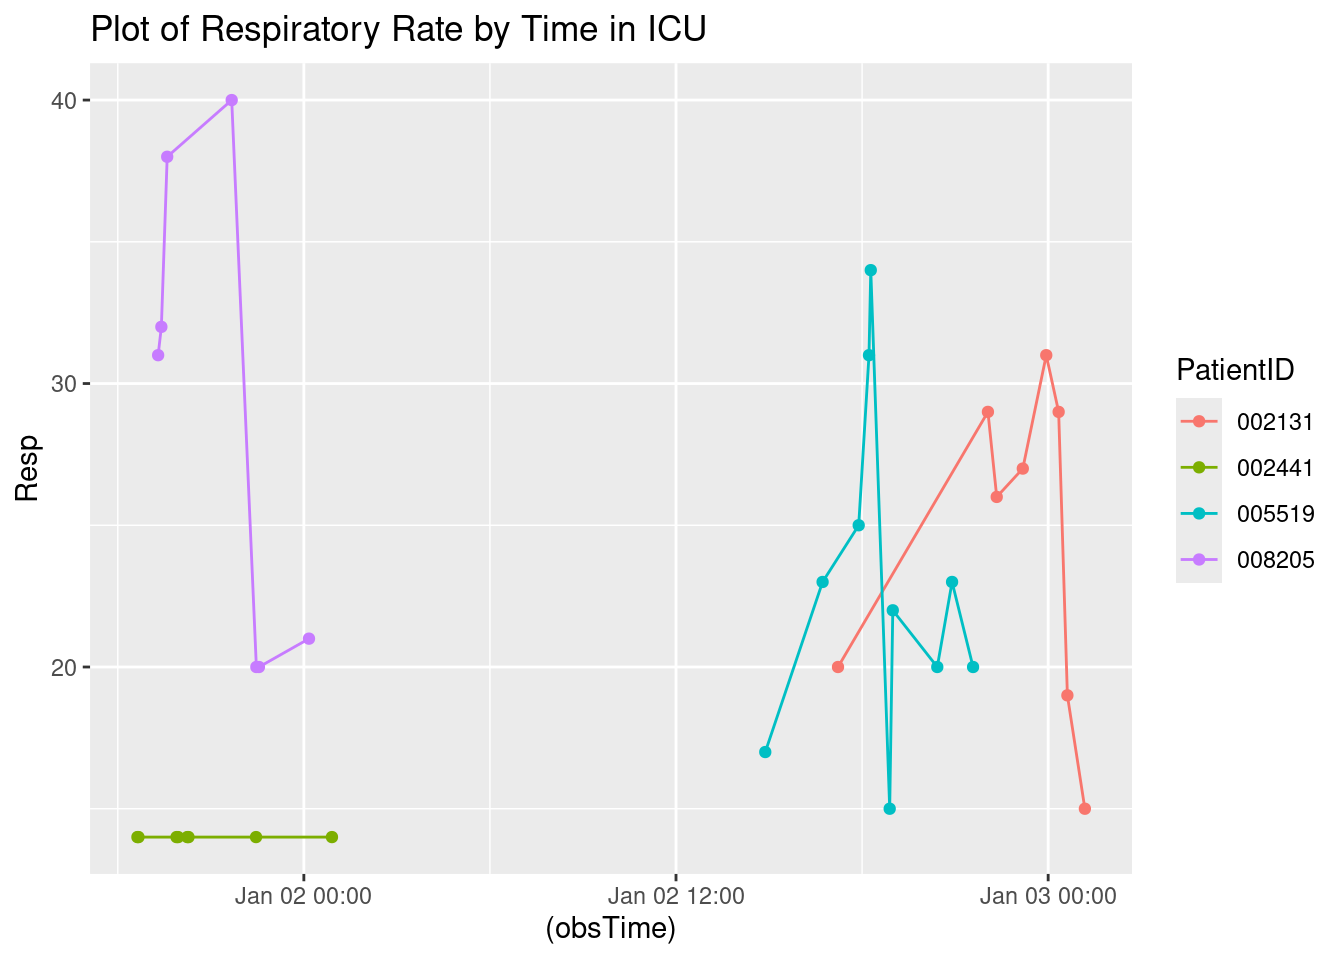 Plot of Respiratory Rate by Time in ICU
40
30
20
Resp
Jan 02 00:00
Jan 02 12:00
Jan 03 00:00
(obsTime)
PatientID
002131
002441
005519
008205